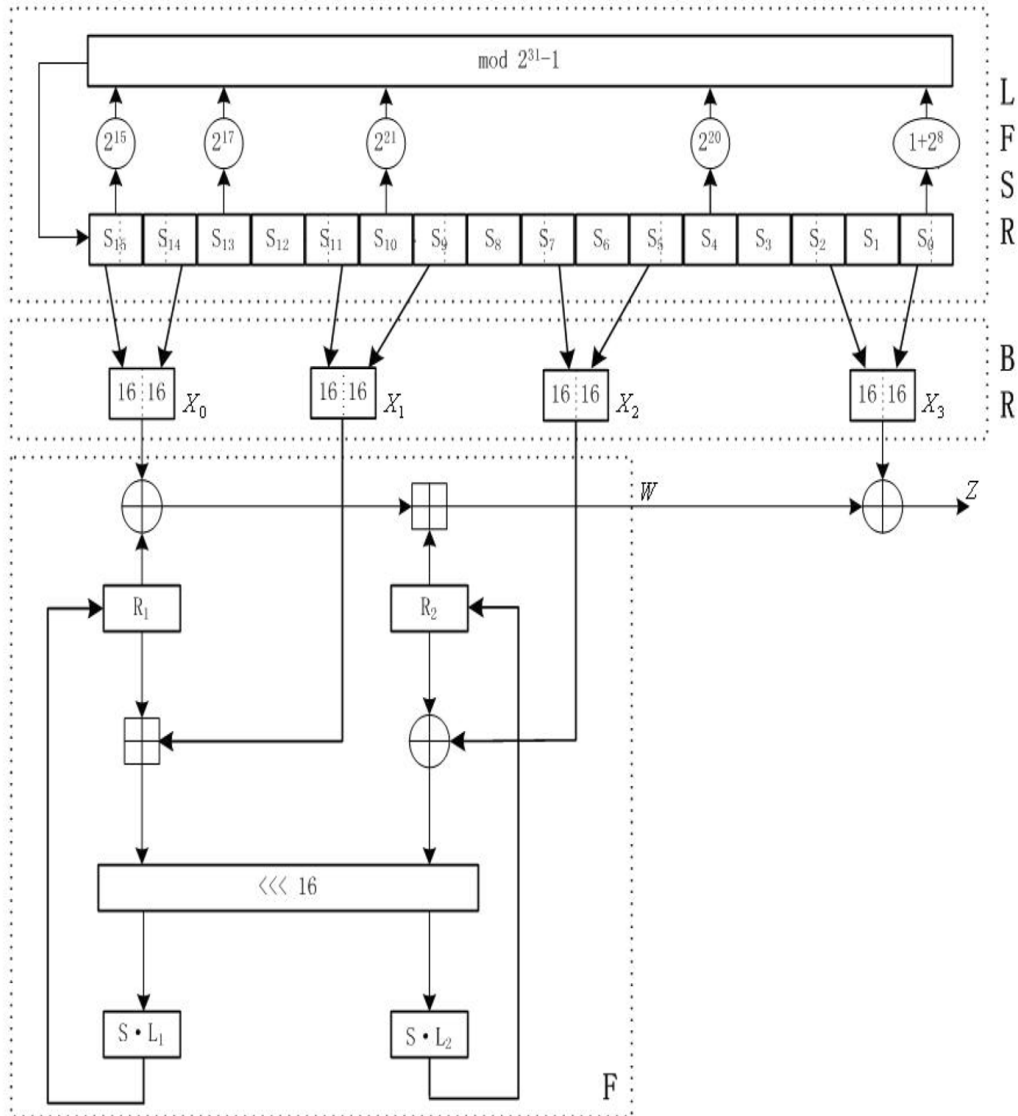 mod 2³¹-1
2¹⁵ 2¹⁷ 2²¹ 2²⁰ 1+2⁸
L F S R
S₁₅ S₁₄ S₁₃ S₁₂ S₁₁ S₁₀ S₉ S₈ S₇ S₆ S₅ S₄ S₃ S₂ S₁ S₀
16 16 X₀ 16 16 X₁ 16 16 X₂ 16 16 X₃
B R
W Z
R₁ R₂
<<< 16
S•L₁ S•L₂
F